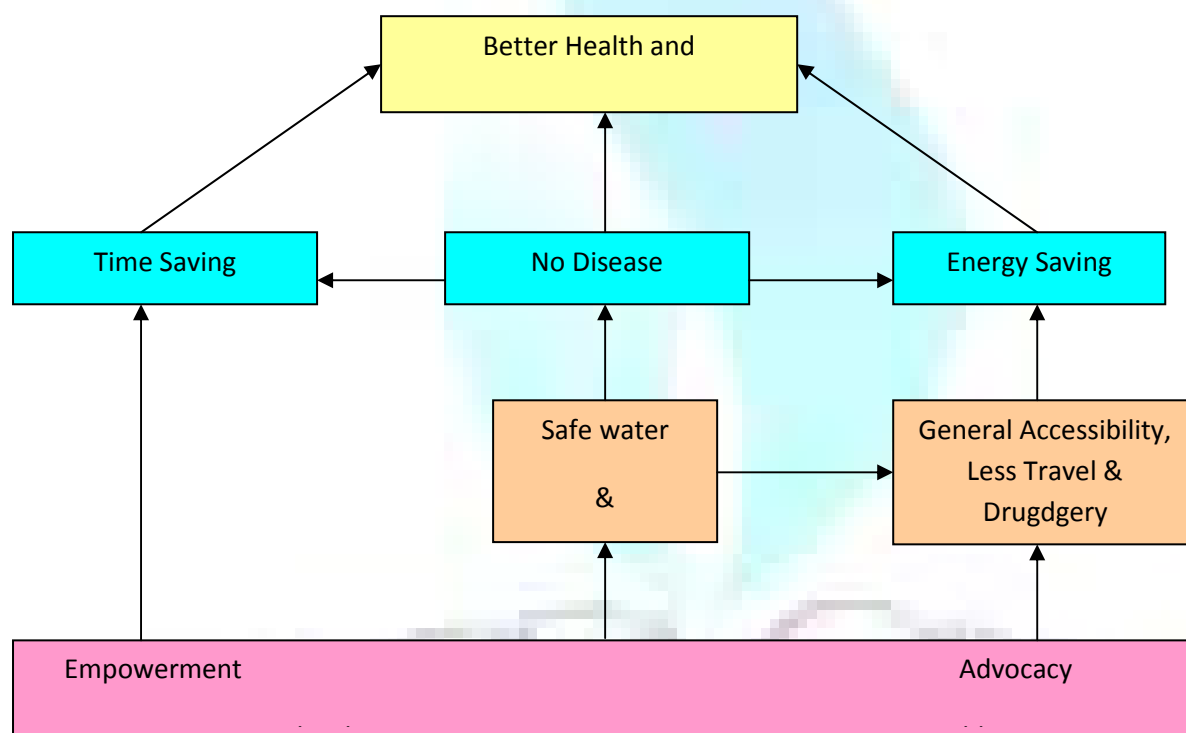 Better Health and
Time Saving
No Disease
Energy Saving
Safe water
&
General Accessibility,
Less Travel &
Drugdgery
Empowerment
Advocacy